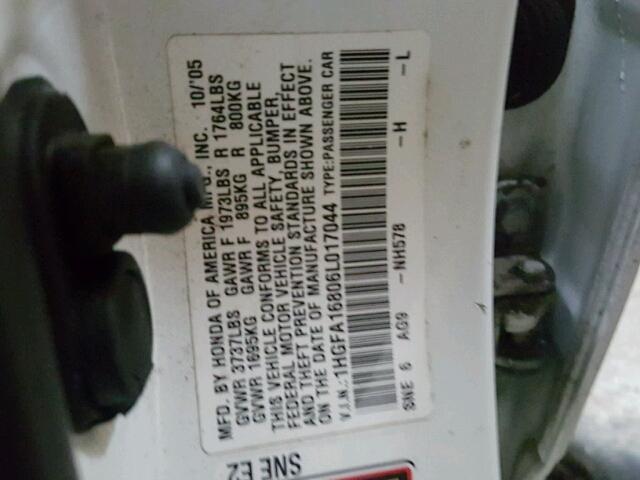 MFD. BY HONDA OF AMERICA MFG., INC. 10/'05
GVWR 3737LBS GAWR F 1973LBS R 1764LBS
GVWR 1695KG GAWR F 895KG R 800KG
THIS VEHICLE CONFORMS TO ALL APPLICABLE
FEDERAL MOTOR VEHICLE SAFETY, BUMPER,
AND THEFT PREVENTION STANDARDS IN EFFECT
ON THE DATE OF MANUFACTURE SHOWN ABOVE.
V.I.N.:1HGFA16806L017044 TYPE:PASSENGER CAR
SNE 6 AG9 -NH578 -H -L
SNE E2